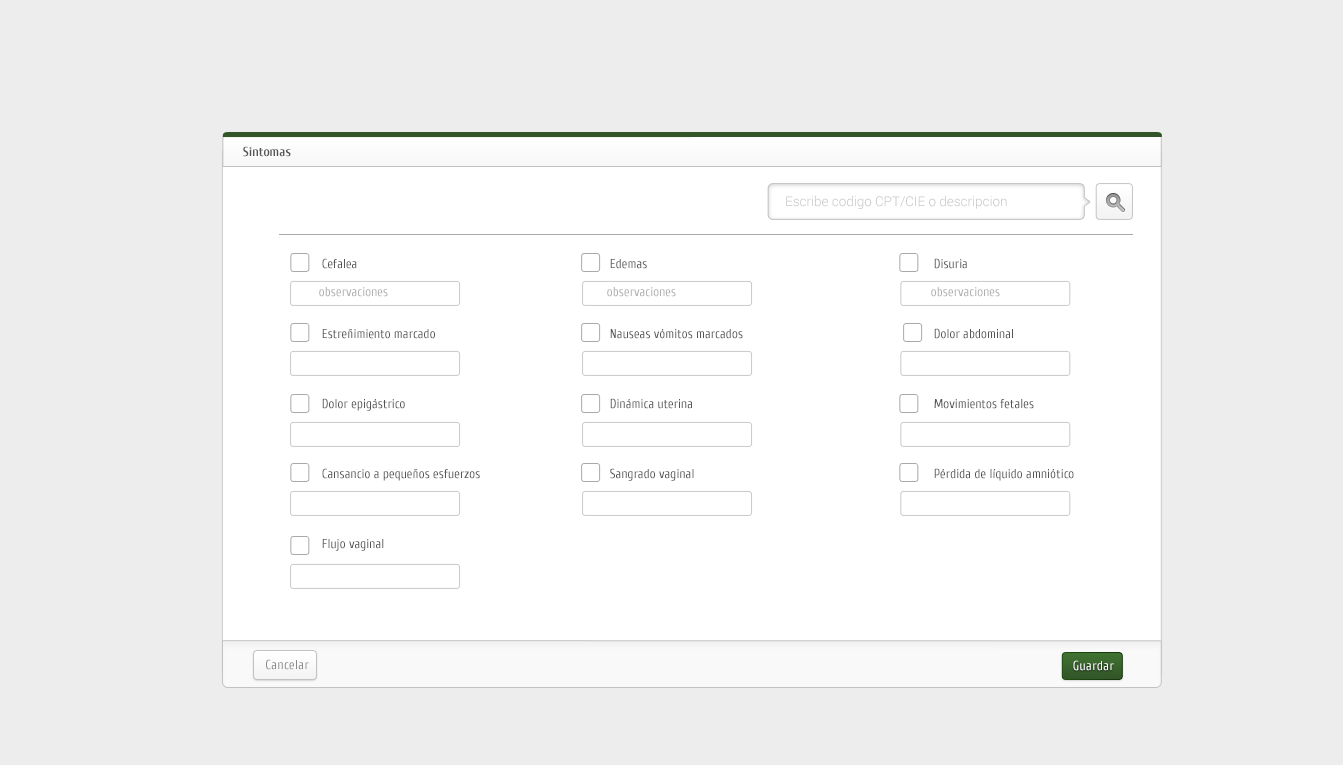 Sintomas
Escribe codigo CPT/CIE o descripcion
Cefalea
Edemas
Disuria
observaciones
observaciones
observaciones
Estreñimiento marcado
Nauseas vómitos marcados
Dolor abdominal
Dolor epigástrico
Dinámica uterina
Movimientos fetales
Cansancio a pequeños esfuerzos
Sangrado vaginal
Pérdida de líquido amniótico
Flujo vaginal
Cancelar
Guardar